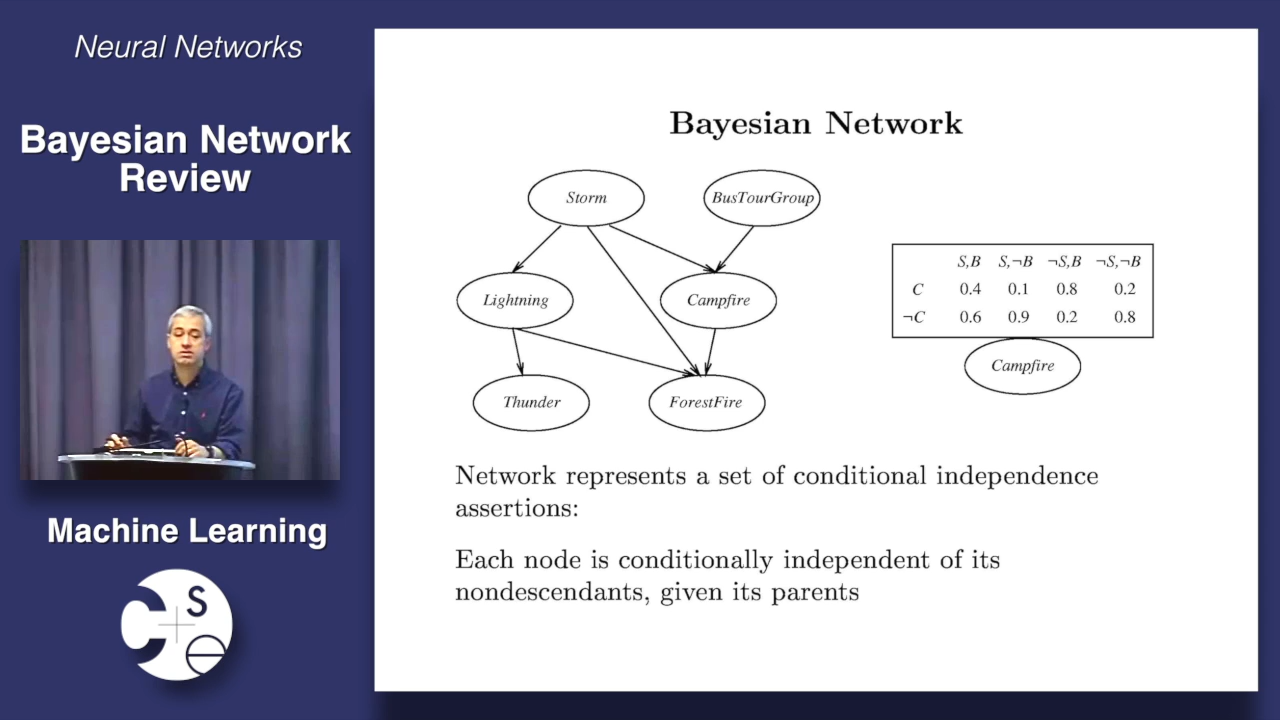 Neural Networks
Bayesian Network
Review
Machine Learning
C S e
Bayesian Network
Storm
BusTourGroup
Lightning
Campfire
Thunder
ForestFire
S,B S,¬B ¬S,B ¬S,¬B
C 0.4 0.1 0.8 0.2
¬C 0.6 0.9 0.2 0.8
Campfire
Network represents a set of conditional independence
assertions:
Each node is conditionally independent of its
nondescendants, given its parents